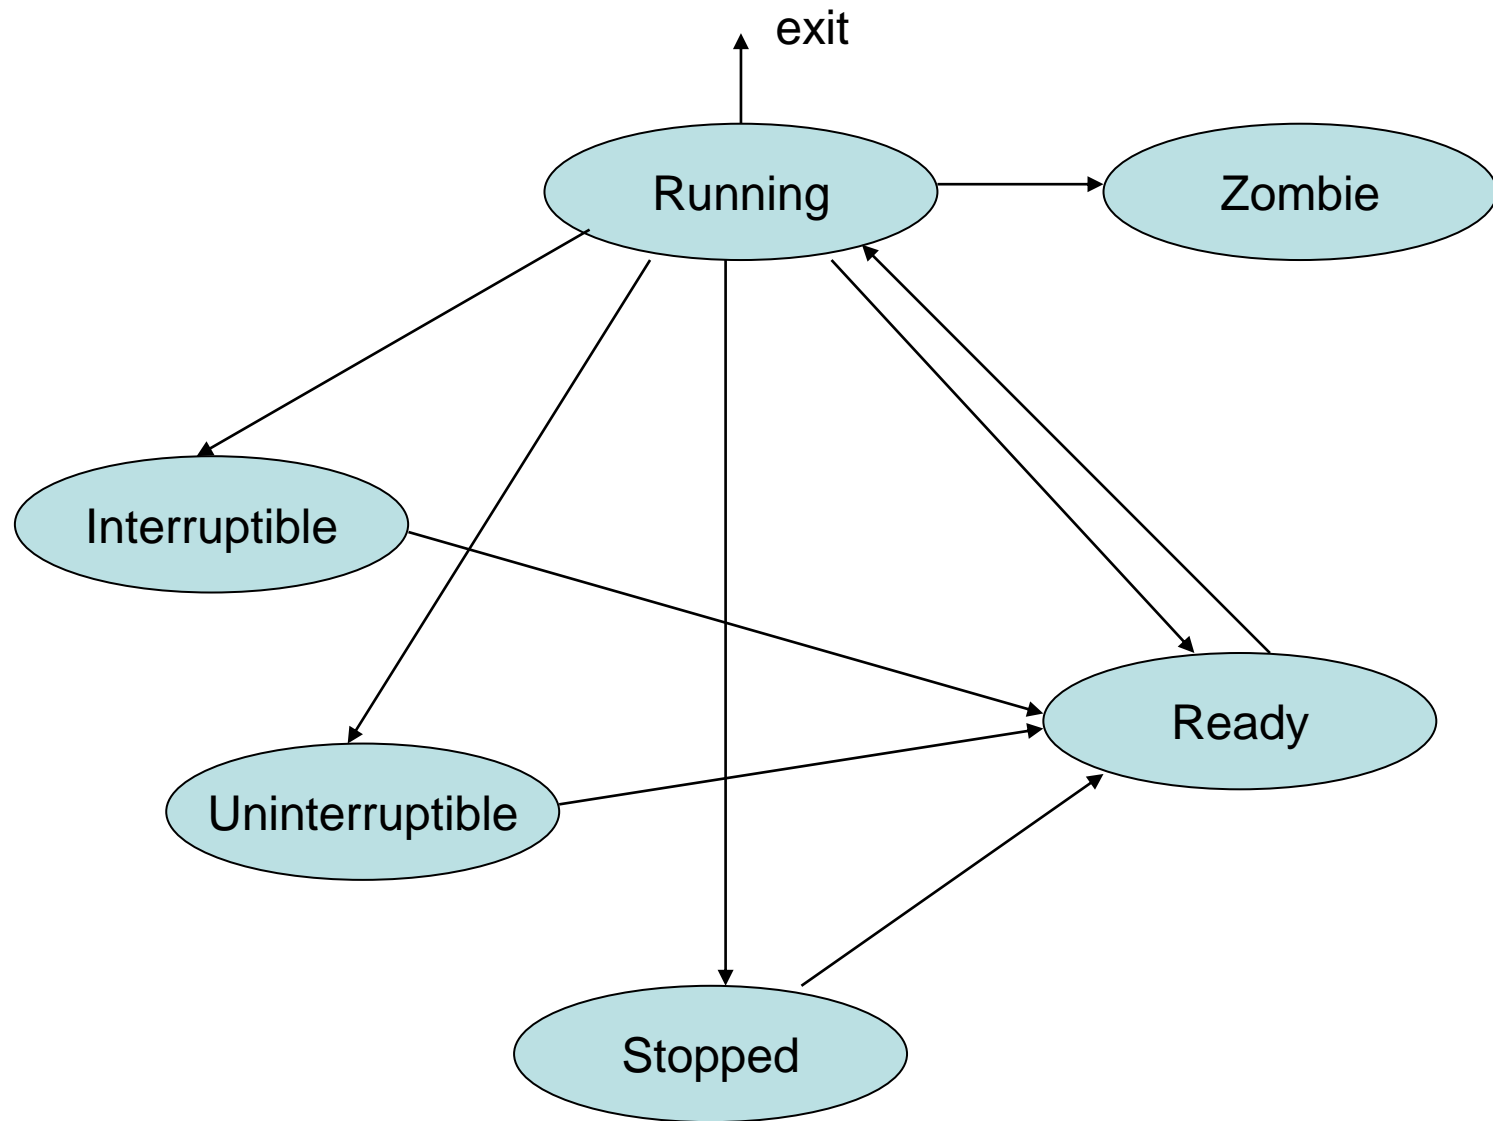 exit
Running
Zombie
Interruptible
Ready
Uninterruptible
Stopped